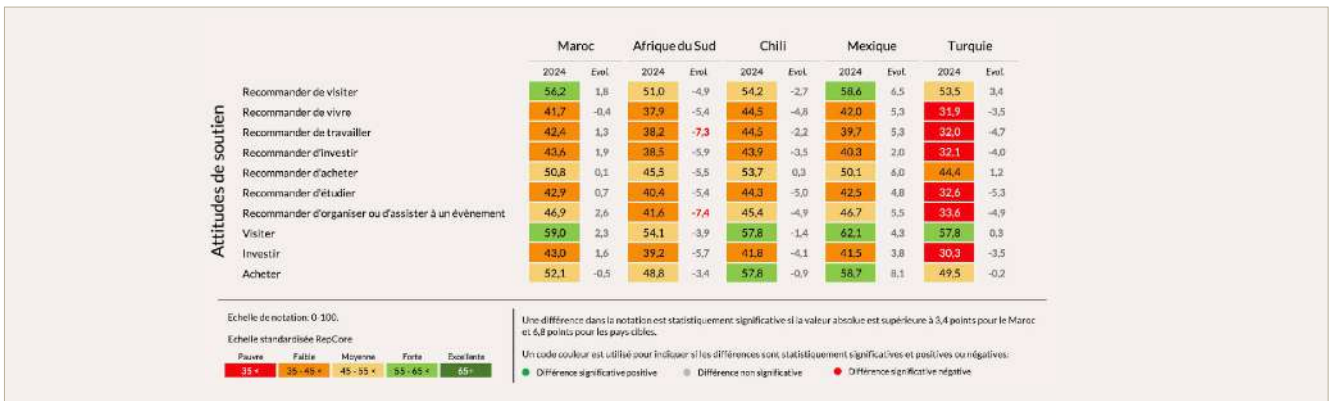 Maroc Afrique du Sud Chili Mexique Turquie
2024 Evol. 2024 Evol. 2024 Evol. 2024 Evol. 2024 Evol.
Attitudes de soutien
Recommander de visiter 56,2 1,8 51,0 -4,9 54,2 -2,7 58,6 6,5 53,5 3,4
Recommander de vivre 41,7 -0,4 37,9 -5,4 44,5 -4,8 42,0 5,3 31,9 -3,5
Recommander de travailler 42,4 1,3 38,2 -7,3 44,5 -2,2 39,7 5,3 32,0 -4,7
Recommander d'investir 43,6 1,9 38,5 -5,9 43,9 -3,5 40,3 2,0 32,1 -4,0
Recommander d'acheter 50,8 0,1 45,5 -5,5 53,7 0,3 50,1 6,0 44,4 1,2
Recommander d'étudier 42,9 0,7 40,4 -5,4 44,3 -5,0 42,5 4,8 32,6 -5,3
Recommander d'organiser ou d'assister à un évènement 46,9 2,6 41,6 -7,4 45,4 -4,9 46,7 5,5 33,6 -4,9
Visiter 59,0 2,3 54,1 -3,9 57,8 -1,4 62,1 4,3 57,8 0,3
Investir 43,0 1,6 39,2 -5,7 41,8 -4,1 41,5 3,8 30,3 -3,5
Acheter 52,1 -0,5 48,8 -3,4 57,8 -0,9 58,7 8,1 49,5 -0,2
Echelle de notation: 0-100.
Echelle standardisée RepCore
Pauvre Faible Moyenne Forte Excellente
35 < 35 - 45 < 45 - 55 < 55 - 65 < 65+
Une différence dans la notation est statistiquement significative si la valeur absolue est supérieure à 3,4 points pour le Maroc
et 6,8 points pour les pays cibles.
Un code couleur est utilisé pour indiquer si les différences sont statistiquement significatives et positives ou négatives:
Différence significative positive Différence non significative Différence significative négative